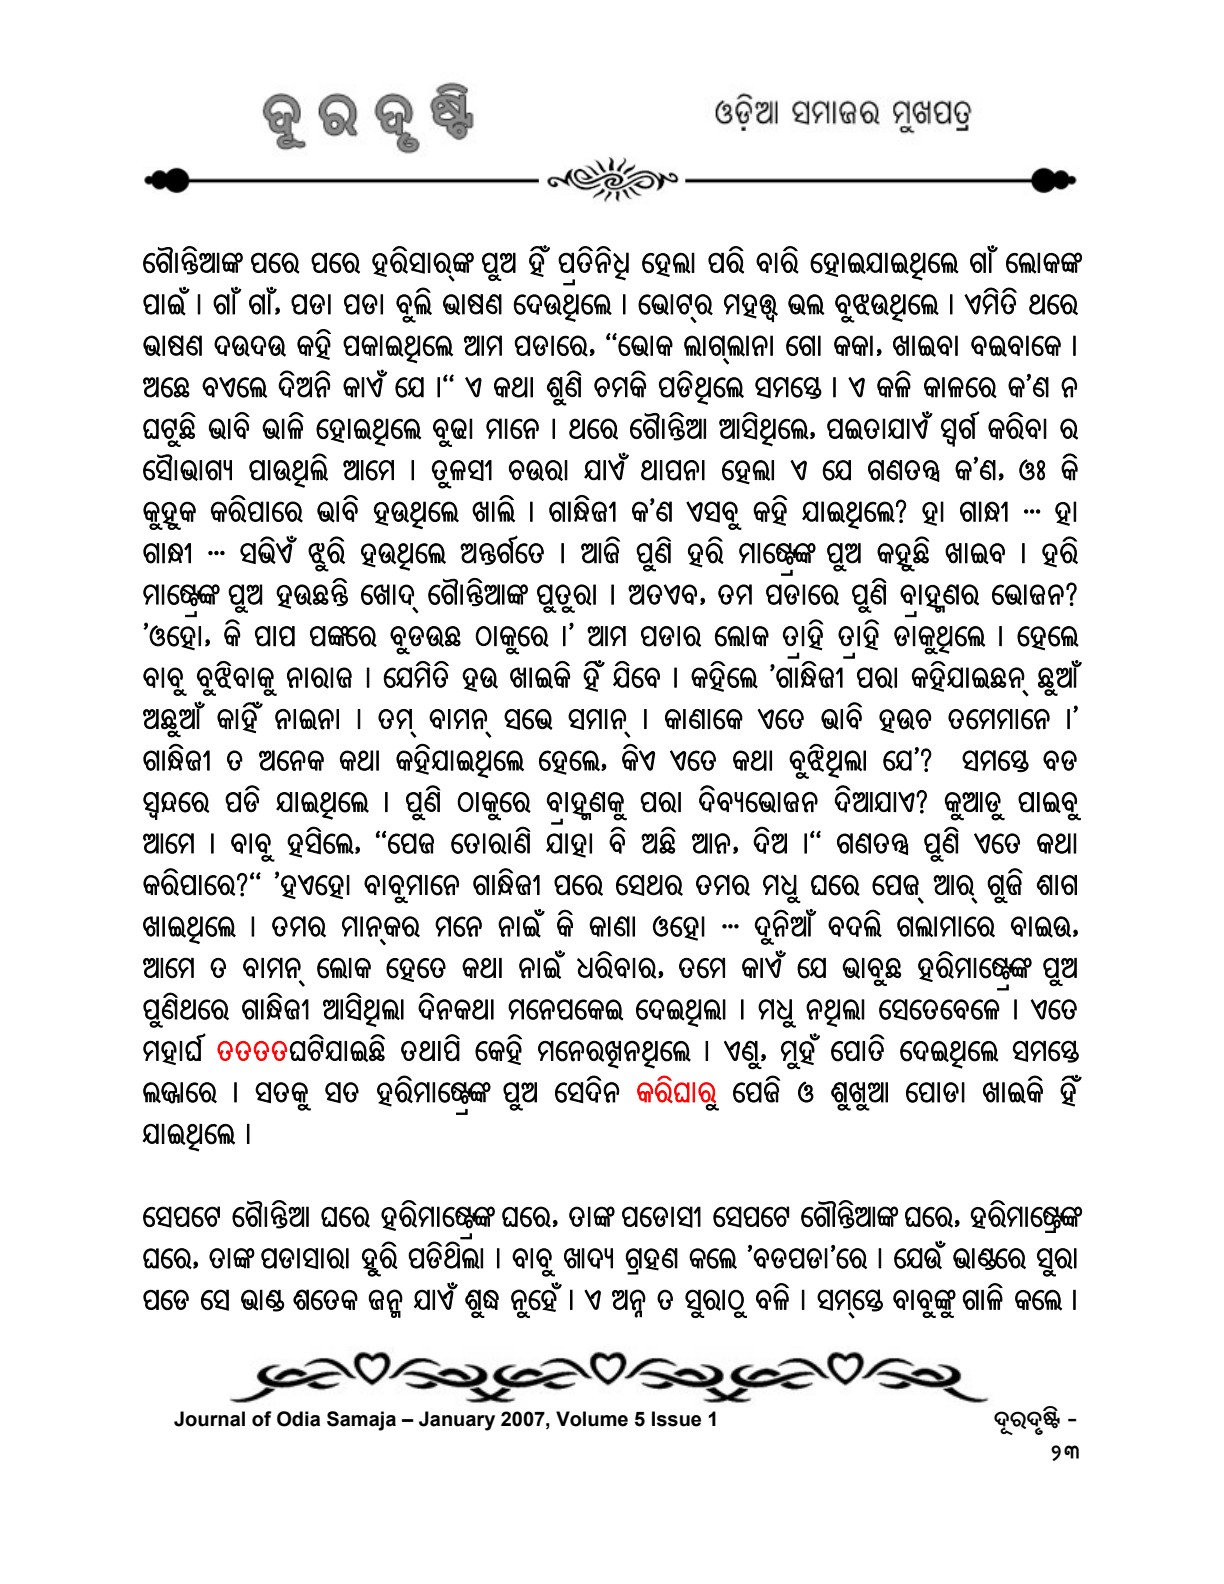 ଦୂରଦୃଷ୍ଟି ଓଡ଼ିଆ ସମାଜର ମୁଖପତ୍ର
ଗୌନ୍ତିଆଙ୍କ ପରେ ପରେ ହରିସାର୍‌ଙ୍କ ପୁଅ ହିଁ ପ୍ରତିନିଧି ହେଲା ପରି ବାରି ହୋଇଯାଇଥିଲେ ଗାଁ ଲୋକଙ୍କ
ପାଇଁ । ଗାଁ ଗାଁ, ପଡା ପଡା ବୁଲି ଭାଷଣ ଦେଉଥିଲେ । ଭୋଟ୍‌ର ମହତ୍ତ୍ୱ ଭଲ ବୁଝଉଥିଲେ । ଏମିତି ଥରେ
ଭାଷଣ ଦଉଦଉ କହି ପକାଇଥିଲେ ଆମ ପଡାରେ, “ଭୋକ ଲାଗ୍‌ଲାନା ଗୋ କକା, ଖାଇବା ବଇବାକେ ।
ଅଛେ ବଏଲେ ଦିଅନି କାଏଁ ଯେ ।“ ଏ କଥା ଶୁଣି ଚମକି ପଡିଥିଲେ ସମସ୍ତେ । ଏ କଳି କାଳରେ କ’ଣ ନ
ଘଟୁଛି ଭାବି ଭାଳି ହୋଇଥିଲେ ବୁଢା ମାନେ । ଥରେ ଗୌନ୍ତିଆ ଆସିଥିଲେ, ପଇତାଯାଏଁ ସ୍ୱର୍ଗ କରିବା ର
ସୌଭାଗ୍ୟ ପାଉଥିଲି ଆମେ । ତୁଳସୀ ଚଉରା ଯାଏଁ ଥାପନା ହେଲା ଏ ଯେ ଗଣତନ୍ତ୍ର କ’ଣ, ଓଃ କି
କୁହୁକ କରିପାରେ ଭାବି ହଉଥିଲେ ଖାଲି । ଗାନ୍ଧିଜୀ କ’ଣ ଏସବୁ କହି ଯାଇଥିଲେ? ହା ଗାନ୍ଧୀ ··· ହା
ଗାନ୍ଧୀ ··· ସଭିଏଁ ଝୁରି ହଉଥିଲେ ଅନ୍ତର୍ଗତେ । ଆଜି ପୁଣି ହରି ମାଷ୍ଟ୍ରେଙ୍କ ପୁଅ କହୁଛି ଖାଇବ । ହରି
ମାଷ୍ଟ୍ରେଙ୍କ ପୁଅ ହଉଛନ୍ତି ଖୋଦ୍ ଗୌନ୍ତିଆଙ୍କ ପୁତୁରା । ଅତଏବ, ତମ ପଡାରେ ପୁଣି ବ୍ରାହ୍ମଣର ଭୋଜନ?
’ଓହୋ, କି ପାପ ପଙ୍କରେ ବୁଡଉଛ ଠାକୁରେ ।’ ଆମ ପଡାର ଲୋକ ତ୍ରାହି ତ୍ରାହି ଡାକୁଥିଲେ । ହେଲେ
ବାବୁ ବୁଝିବାକୁ ନାରାଜ । ଯେମିତି ହଉ ଖାଇକି ହିଁ ଯିବେ । କହିଲେ ’ଗାନ୍ଧିଜୀ ପରା କହିଯାଇଛନ୍ ଛୁଆଁ
ଅଛୁଆଁ କାହିଁ ନାଇନା । ତମ୍ ବାମନ୍ ସଭେ ସମାନ୍ । କାଣାକେ ଏତେ ଭାବି ହଉଚ ତମେମାନେ ।’
ଗାନ୍ଧିଜୀ ତ ଅନେକ କଥା କହିଯାଇଥିଲେ ହେଲେ, କିଏ ଏତେ କଥା ବୁଝିଥିଲା ଯେ’? ସମସ୍ତେ ବଡ
ସ୍ୱନ୍ଦରେ ପଡି ଯାଇଥିଲେ । ପୁଣି ଠାକୁରେ ବ୍ରାହ୍ମଣକୁ ପରା ଦିବ୍ୟଭୋଜନ ଦିଆଯାଏ? କୁଆଡୁ ପାଇବୁ
ଆମେ । ବାବୁ ହସିଲେ, “ପେଜ ତୋରାଣି ଯାହା ବି ଅଛି ଆନ, ଦିଅ ।“ ଗଣତନ୍ତ୍ର ପୁଣି ଏତେ କଥା
କରିପାରେ?“ ’ହଏହୋ ବାବୁମାନେ ଗାନ୍ଧିଜୀ ପରେ ସେଥର ତମର ମଧୁ ଘରେ ପେଜ୍ ଆର୍ ଗୁଜି ଶାଗ
ଖାଇଥିଲେ । ତମର ମାନ୍‌କର ମନେ ନାଇଁ କି କାଣା ଓହୋ ··· ଦୁନିଆଁ ବଦଲି ଗଲାମାରେ ବାଇଉ,
ଆମେ ତ ବାମନ୍ ଲୋକ ହେତେ କଥା ନାଇଁ ଧରିବାର, ତମେ କାଏଁ ଯେ ଭାବୁଛ ହରିମାଷ୍ଟ୍ରେଙ୍କ ପୁଅ
ପୁଣିଥରେ ଗାନ୍ଧିଜୀ ଆସିଥିଲା ଦିନକଥା ମନେପକେଇ ଦେଇଥିଲା । ମଧୁ ନଥିଲା ସେତେବେଳେ । ଏତେ
ମହାର୍ଘ ତତତତଘଟିଯାଇଛି ତଥାପି କେହି ମନେରଖିନଥିଲେ । ଏଣୁ, ମୁହଁ ପୋତି ଦେଇଥିଲେ ସମସ୍ତେ
ଲଜ୍ଜାରେ । ସତକୁ ସତ ହରିମାଷ୍ଟ୍ରେଙ୍କ ପୁଅ ସେଦିନ କରିଘାରୁ ପେଜି ଓ ଶୁଖୁଆ ପୋଡା ଖାଇକି ହିଁ
ଯାଇଥିଲେ ।
ସେପଟେ ଗୌନ୍ତିଆ ଘରେ ହରିମାଷ୍ଟ୍ରେଙ୍କ ଘରେ, ତାଙ୍କ ପଡୋସୀ ସେପଟେ ଗୌନ୍ତିଆଙ୍କ ଘରେ, ହରିମାଷ୍ଟ୍ରେଙ୍କ
ଘରେ, ତାଙ୍କ ପଡାସାରା ହୁରି ପଡିଥିଲା । ବାବୁ ଖାଦ୍ୟ ଗ୍ରହଣ କଲେ ’ବଡପଡା’ରେ । ଯେଉଁ ଭାଣ୍ଡରେ ସୁରା
ପଡେ ସେ ଭାଣ୍ଡ ଶତେକ ଜନ୍ମ ଯାଏଁ ଶୁଦ୍ଧ ନୁହେଁ । ଏ ଅନ୍ନ ତ ସୁରାଠୁ ବଳି । ସମ୍‌ସ୍ତେ ବାବୁଙ୍କୁ ଗାଳି କଲେ ।
Journal of Odia Samaja – January 2007, Volume 5 Issue 1 ଦୂରଦୃଷ୍ଟି -
୨୩